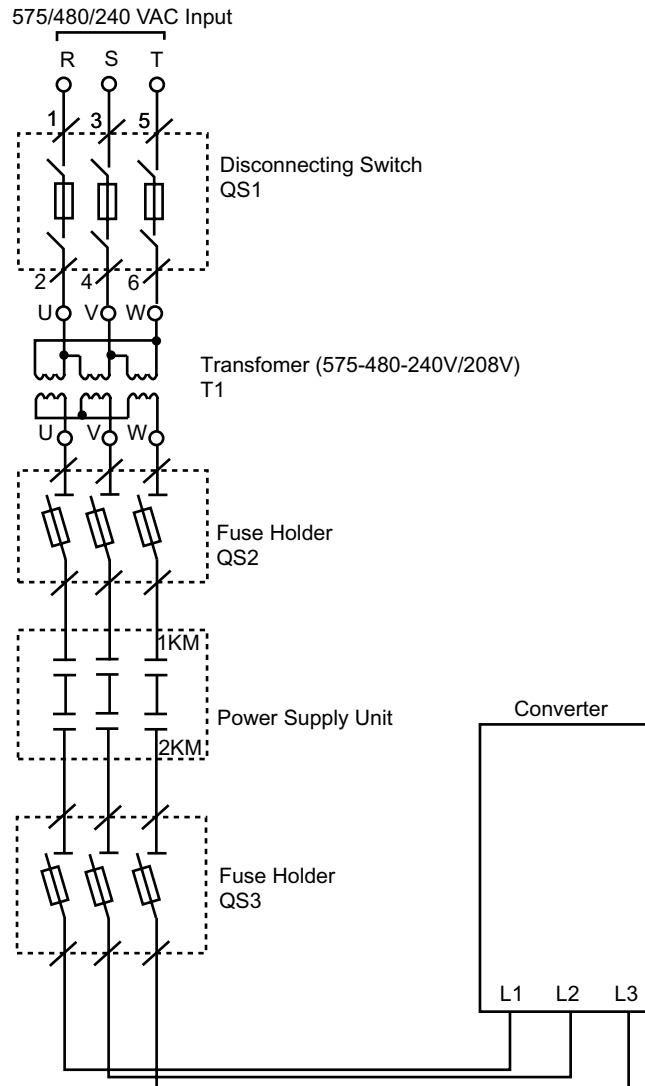 575/480/240 VAC Input
R S T
1 3 5
Disconnecting Switch
QS1
2 4 6
U V W
Transfomer (575-480-240V/208V)
T1
U V W
Fuse Holder
QS2
1KM
Power Supply Unit
2KM
Converter
Fuse Holder
QS3
L1 L2 L3